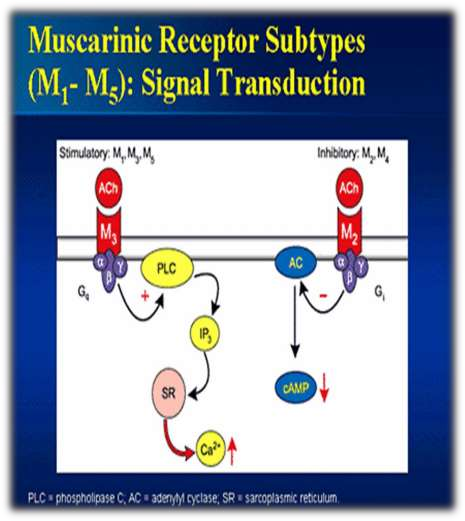 Muscarinic Receptor Subtypes
(M₁- M₅): Signal Transduction
Stimulatory: M₁, M₃, M₅
Inhibitory: M₂, M₄
ACh
ACh
M₃
M₂
α β γ
PLC
AC
α β γ
Gq
+
−
Gᵢ
IP₃
SR
cAMP
Ca²⁺
PLC = phospholipase C, AC = adenylyl cyclase; SR = sarcoplasmic reticulum.